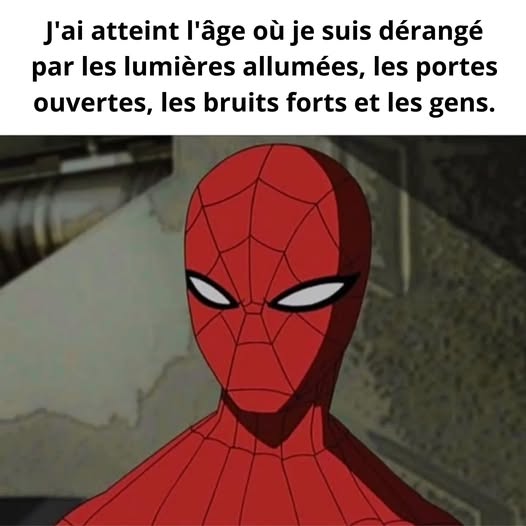 J'ai atteint l'âge où je suis dérangé
par les lumières allumées, les portes
ouvertes, les bruits forts et les gens.